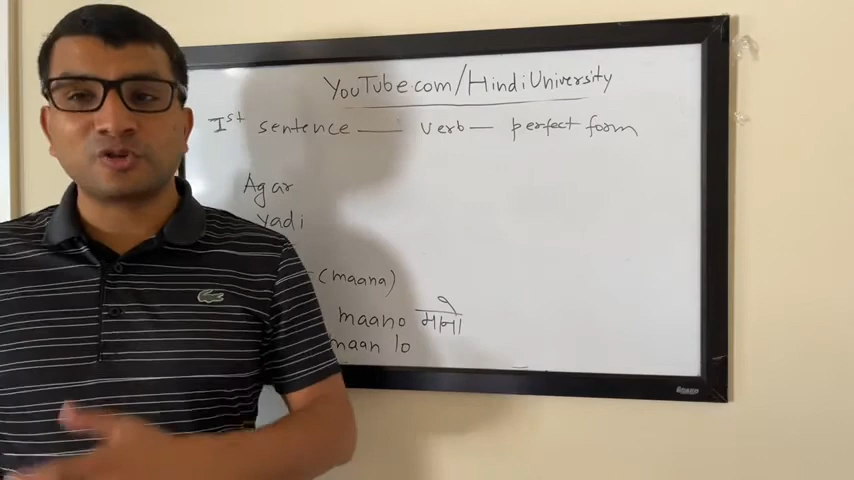 YouTube.com/HindiUniversity
Ist sentence — verb — perfect form
Agar
yadi
(maana)
maano
maan lo